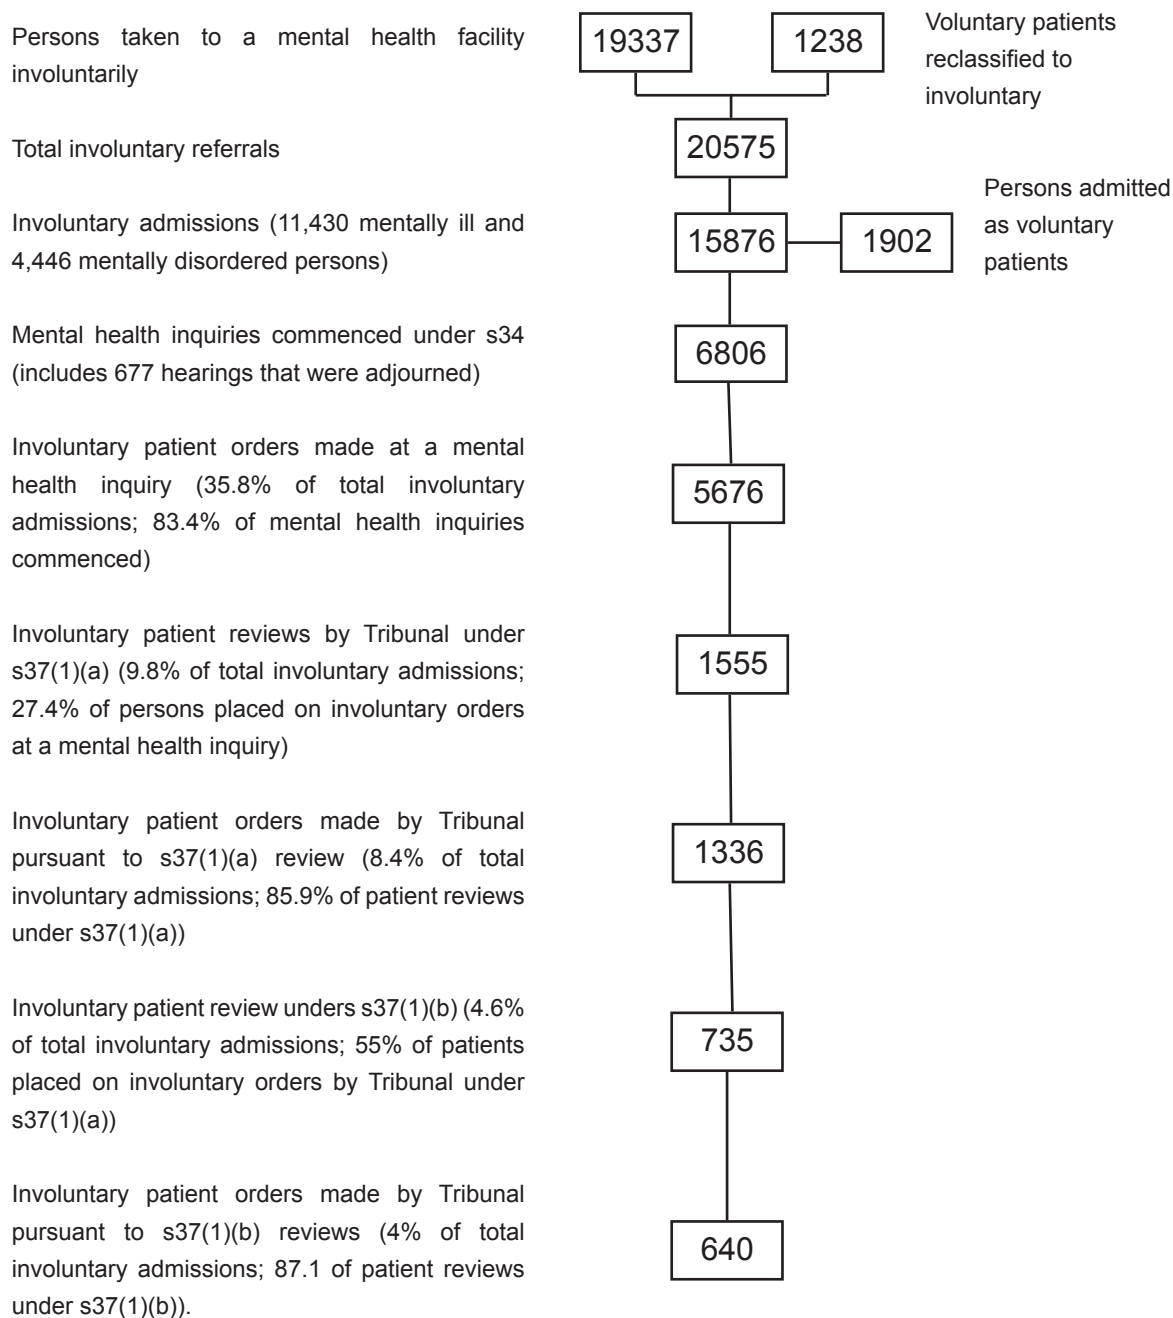 Persons taken to a mental health facility
involuntarily
19337
1238
Voluntary patients
reclassified to
involuntary
Total involuntary referrals
20575
Involuntary admissions (11,430 mentally ill and
4,446 mentally disordered persons)
15876
1902
Persons admitted
as voluntary
patients
Mental health inquiries commenced under s34
(includes 677 hearings that were adjourned)
6806
Involuntary patient orders made at a mental
health inquiry (35.8% of total involuntary
admissions; 83.4% of mental health inquiries
commenced)
5676
Involuntary patient reviews by Tribunal under
s37(1)(a) (9.8% of total involuntary admissions;
27.4% of persons placed on involuntary orders
at a mental health inquiry)
1555
Involuntary patient orders made by Tribunal
pursuant to s37(1)(a) review (8.4% of total
involuntary admissions; 85.9% of patient reviews
under s37(1)(a))
1336
Involuntary patient review unders s37(1)(b) (4.6%
of total involuntary admissions; 55% of patients
placed on involuntary orders by Tribunal under
s37(1)(a))
735
Involuntary patient orders made by Tribunal
pursuant to s37(1)(b) reviews (4% of total
involuntary admissions; 87.1 of patient reviews
under s37(1)(b)).
640